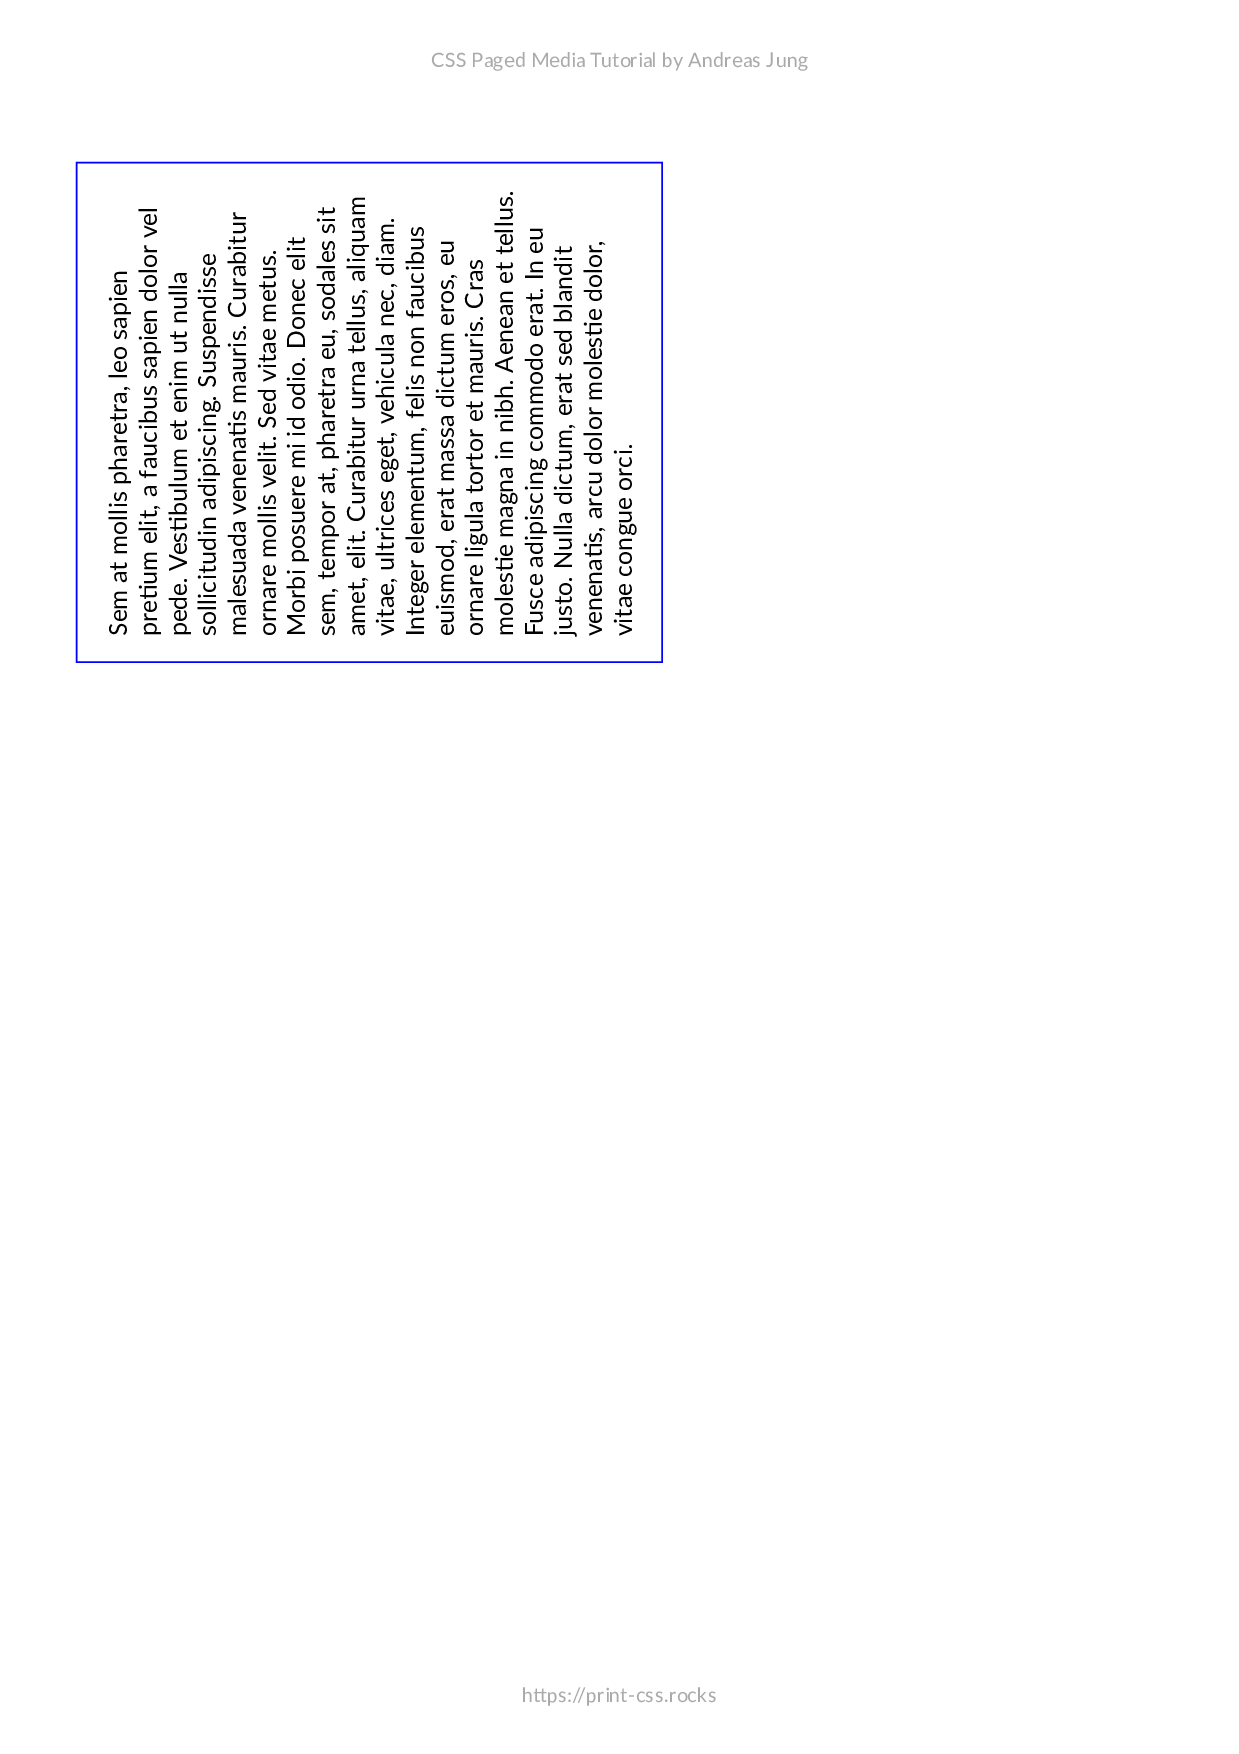 CSS Paged Media Tutorial by Andreas Jung
Sem at mollis pharetra, leo sapien
pretium elit, a faucibus sapien dolor vel
pede. Vestibulum et enim ut nulla
sollicitudin adipiscing. Suspendisse
malesuada venenatis mauris. Curabitur
ornare mollis velit. Sed vitae metus.
Morbi posuere mi id odio. Donec elit
sem, tempor at, pharetra eu, sodales sit
amet, elit. Curabitur urna tellus, aliquam
vitae, ultrices eget, vehicula nec, diam.
Integer elementum, felis non faucibus
euismod, erat massa dictum eros, eu
ornare ligula tortor et mauris. Cras
molestie magna in nibh. Aenean et tellus.
Fusce adipiscing commodo erat. In eu
justo. Nulla dictum, erat sed blandit
venenatis, arcu dolor molestie dolor,
vitae congue orci.
https://print-css.rocks